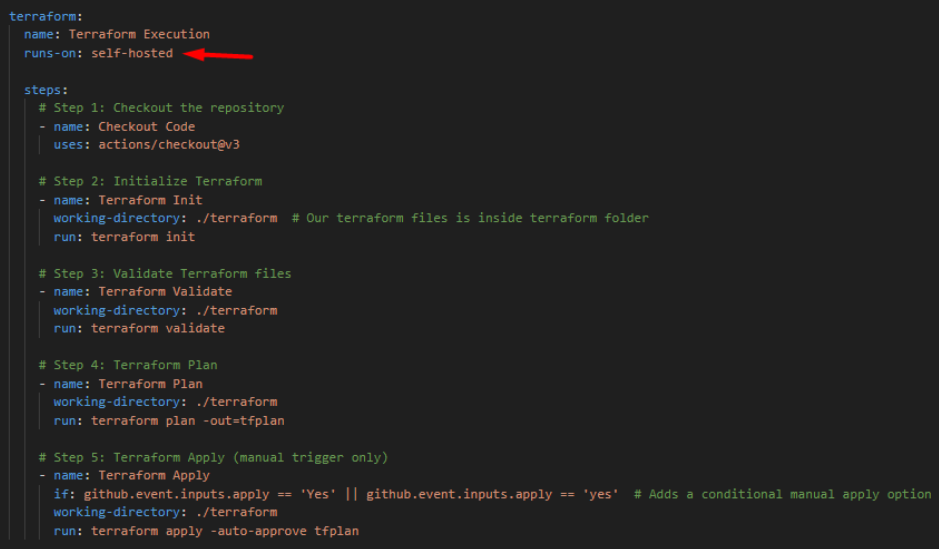 terraform:
name: Terraform Execution
runs-on: self-hosted
steps:
# Step 1: Checkout the repository
- name: Checkout Code
uses: actions/checkout@v3
# Step 2: Initialize Terraform
- name: Terraform Init
working-directory: ./terraform # Our terraform files is inside terraform folder
run: terraform init
# Step 3: Validate Terraform files
- name: Terraform Validate
working-directory: ./terraform
run: terraform validate
# Step 4: Terraform Plan
- name: Terraform Plan
working-directory: ./terraform
run: terraform plan -out=tfplan
# Step 5: Terraform Apply (manual trigger only)
- name: Terraform Apply
if: github.event.inputs.apply == 'Yes' || github.event.inputs.apply == 'yes' # Adds a conditional manual apply option
working-directory: ./terraform
run: terraform apply -auto-approve tfplan